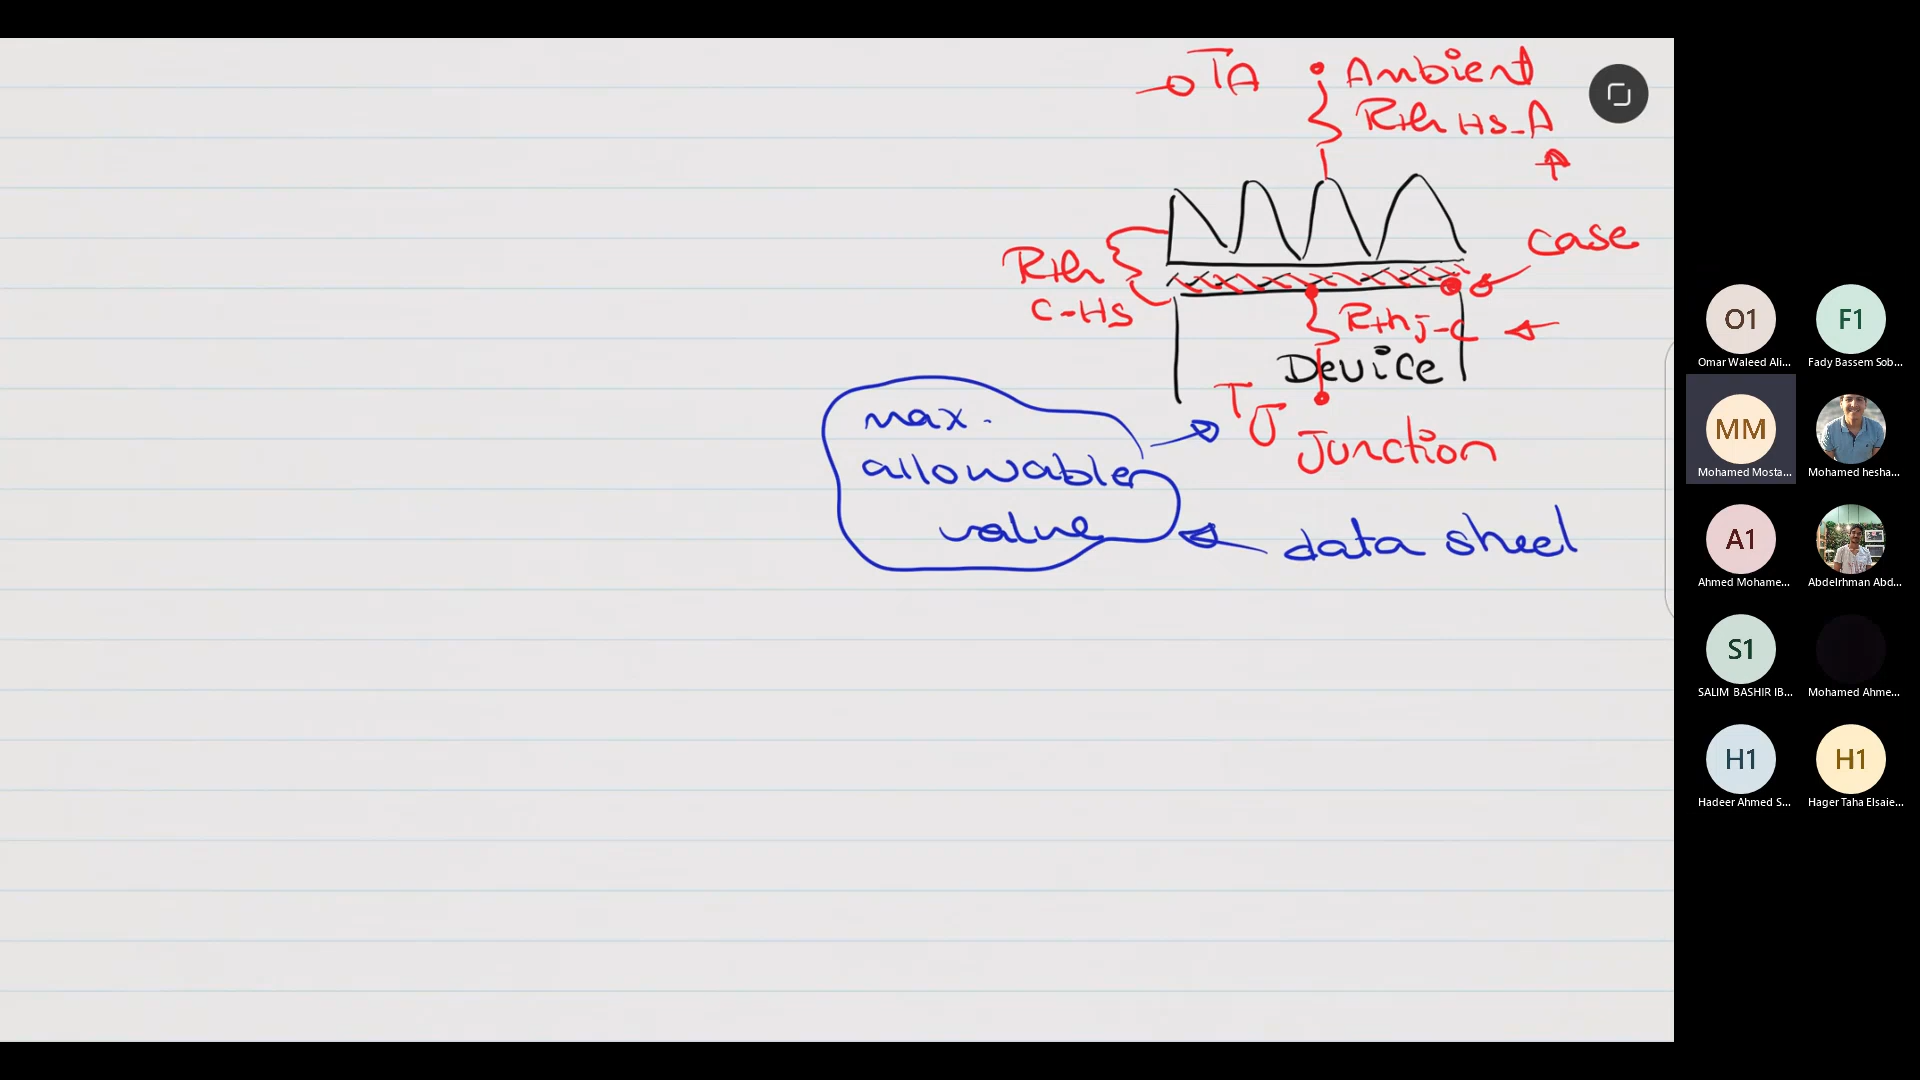 TA
Ambient
Rth HS-A
case
Rth
C-HS
Rth j-c
Device
TJ
Junction
max.
allowable
value
data sheet
O1
Omar Waleed Ali...
F1
Fady Bassem Sob...
MM
Mohamed Mosta...
Mohamed hesha...
A1
Ahmed Mohame...
Abdelrhman Abd...
S1
SALIM BASHIR IB...
Mohamed Ahme...
H1
Hadeer Ahmed S...
H1
Hager Taha Elsaie...